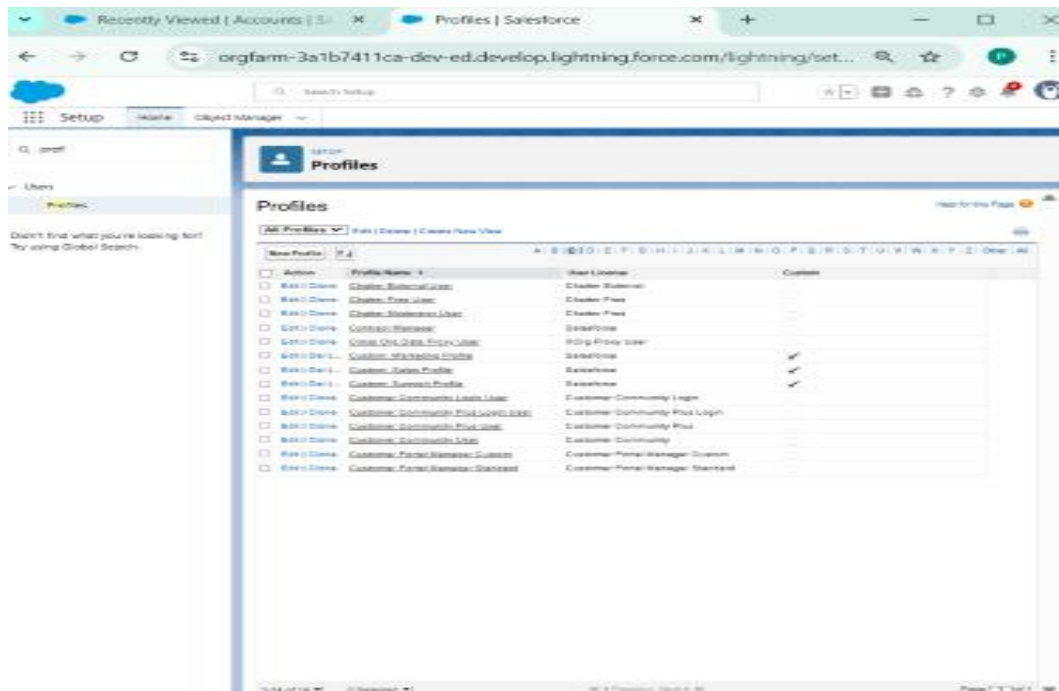 Recently Viewed | Accounts | S
Profiles | Salesforce
orgfarm-3a1b7411ca-dev-ed.develop.lightning.force.com/lightning/set...
P
Search Setup
Setup
Home
Object Manager
prof
Users
Profiles
Didn't find what you're looking for?
Try using Global Search.
SETUP
Profiles
Profiles
Help for this Page
All Profiles Edit | Delete | Create New View
New Profile
A B C D E F G H I J K L M N O P Q R S T U V W X Y Z Other All
Action Profile Name User License Custom
Edit | Clone Chatter External User Chatter External
Edit | Clone Chatter Free User Chatter Free
Edit | Clone Chatter Moderator User Chatter Free
Edit | Clone Contract Manager Salesforce
Edit | Clone Cross Org Data Proxy User XOrg Proxy User
Edit | Del | ... Custom: Marketing Profile Salesforce
Edit | Del | ... Custom: Sales Profile Salesforce
Edit | Del | ... Custom: Support Profile Salesforce
Edit | Clone Customer Community Login User Customer Community Login
Edit | Clone Customer Community Plus Login User Customer Community Plus Login
Edit | Clone Customer Community Plus User Customer Community Plus
Edit | Clone Customer Community User Customer Community
Edit | Clone Customer Portal Manager Custom Customer Portal Manager Custom
Edit | Clone Customer Portal Manager Standard Customer Portal Manager Standard